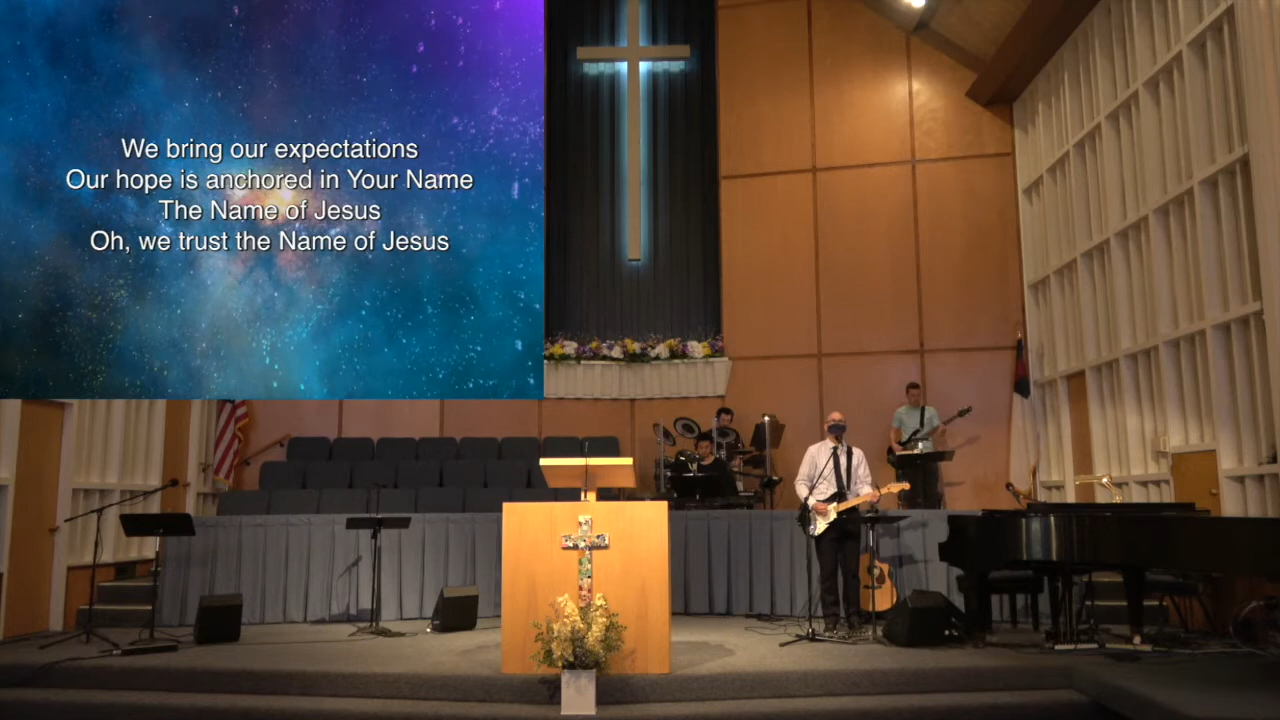 We bring our expectations
Our hope is anchored in Your Name
The Name of Jesus
Oh, we trust the Name of Jesus